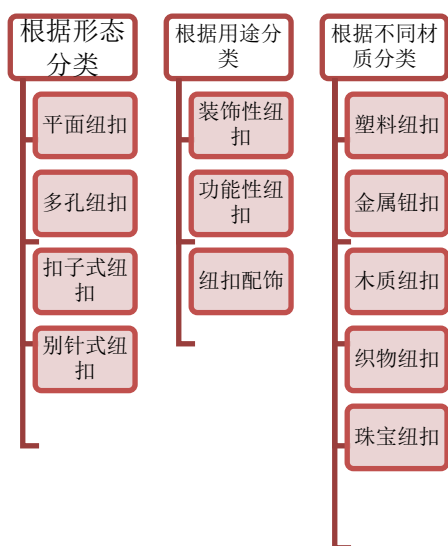 根据形态
分类
平面纽扣
多孔纽扣
扣子式纽
扣
别针式纽
扣
根据用途分
类
装饰性纽
扣
功能性纽
扣
纽扣配饰
根据不同材
质分类
塑料纽扣
金属钮扣
木质纽扣
织物纽扣
珠宝纽扣